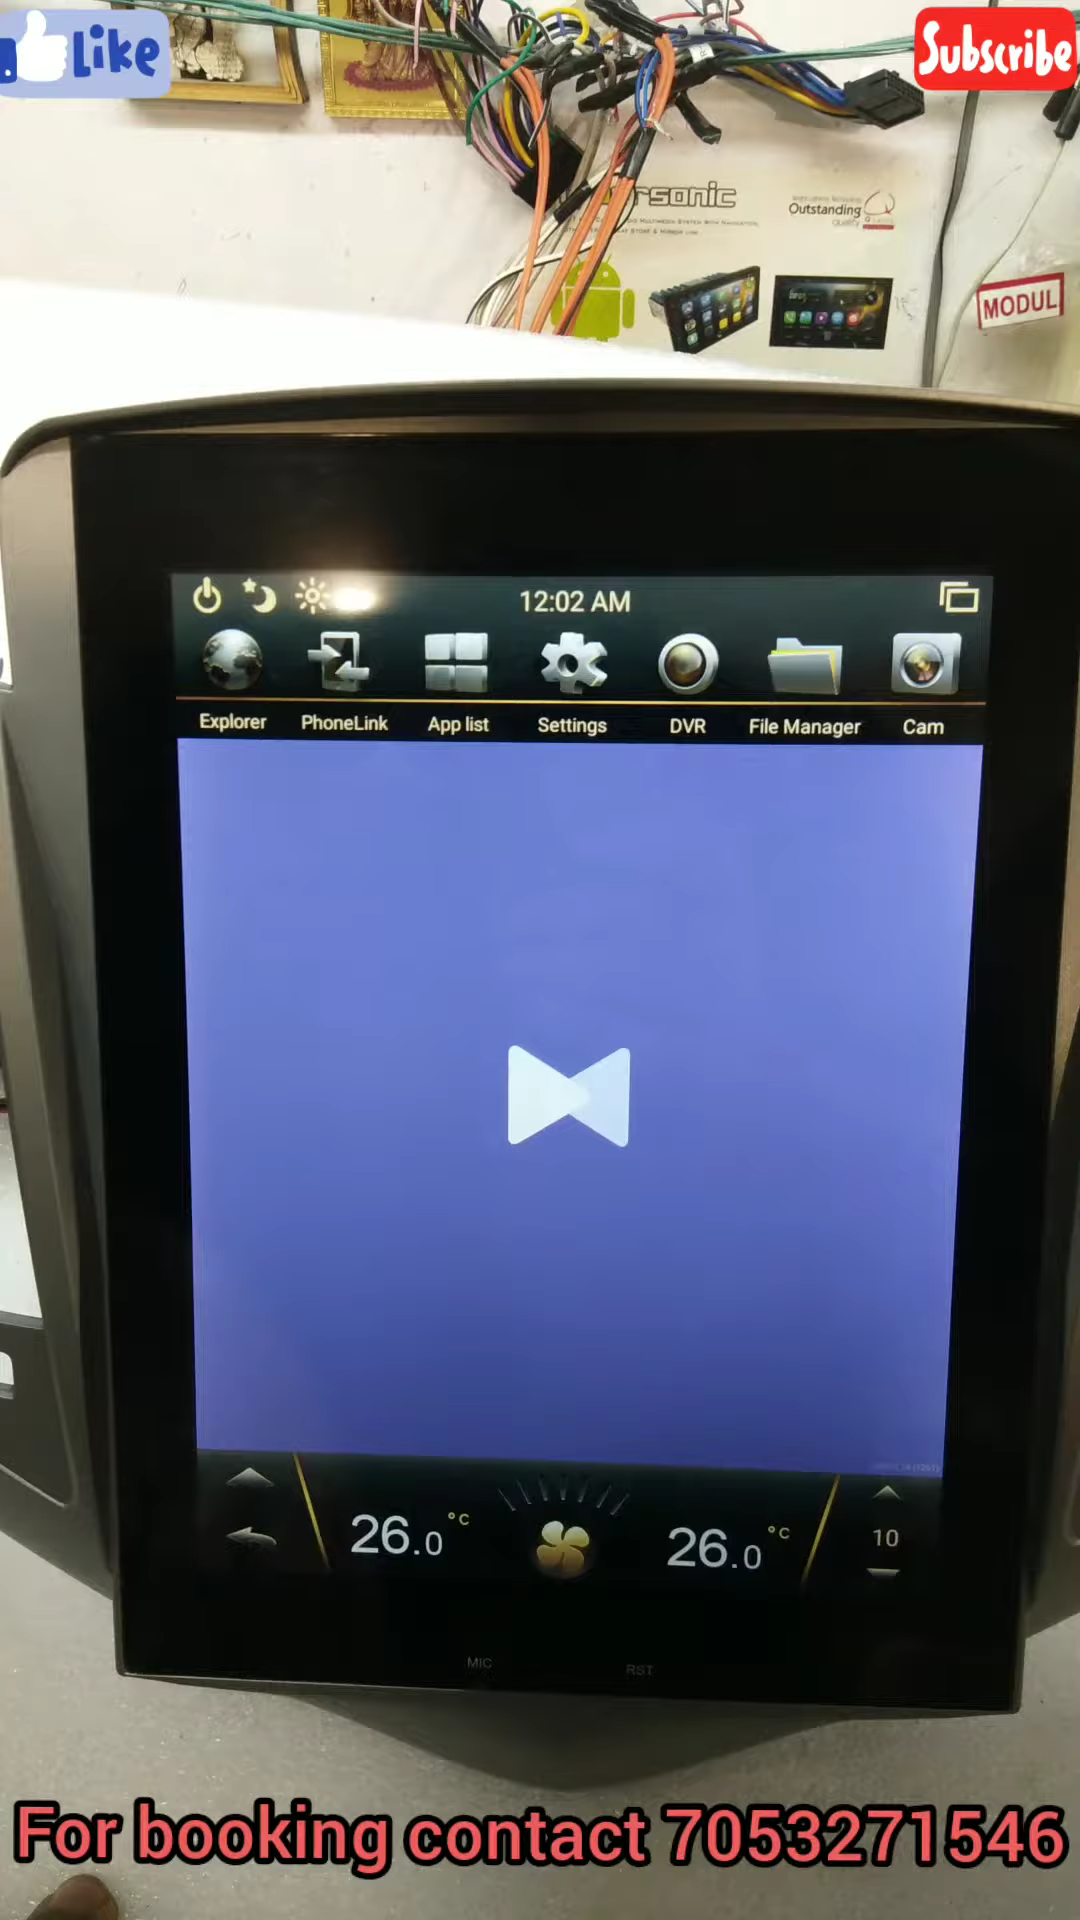 Like
Subscribe
rsonic
Outstanding
quality
MODUL
12:02 AM
Explorer PhoneLink App list Settings DVR File Manager Cam
26.0 °C 26.0 °C 10
MIC RST
For booking contact 7053271546